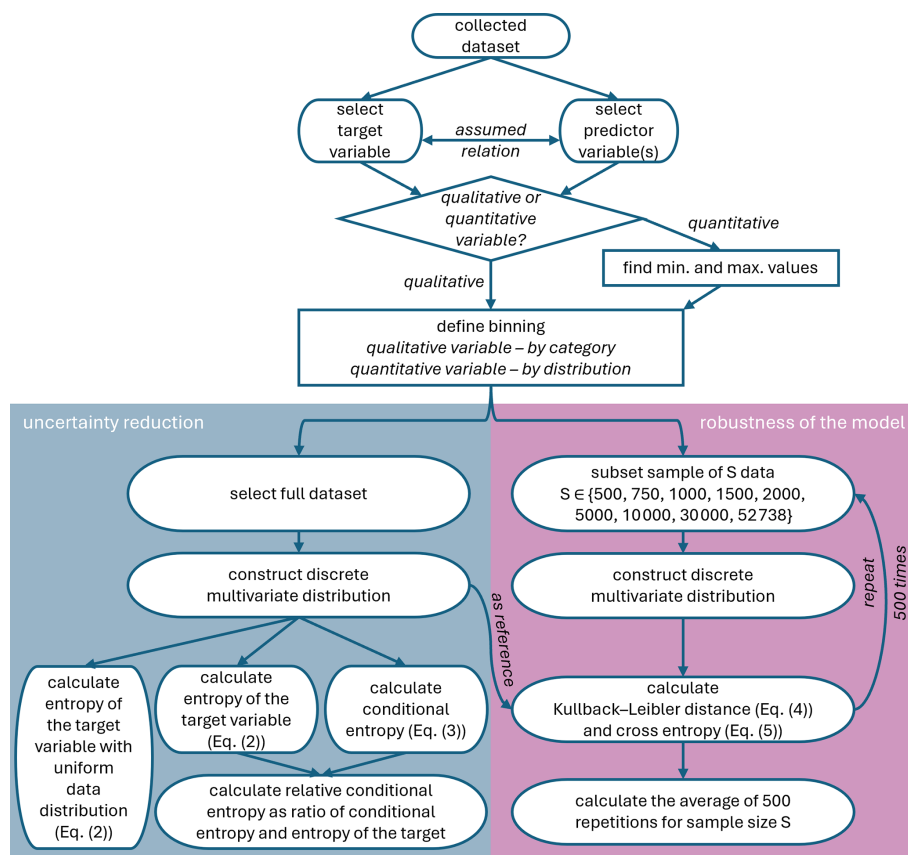 collected
dataset
select
target
variable
assumed
relation
select
predictor
variable(s)
qualitative or
quantitative
variable?
quantitative
find min. and max. values
qualitative
define binning
qualitative variable – by category
quantitative variable – by distribution
uncertainty reduction
robustness of the model
select full dataset
subset sample of S data
S ∈ {500, 750, 1000, 1500, 2000,
5000, 10 000, 30 000, 52 738}
construct discrete
multivariate distribution
construct discrete
multivariate distribution
as reference
repeat
500 times
calculate
entropy of
the target
variable with
uniform
data
distribution
(Eq. (2))
calculate
entropy of the
target variable
(Eq. (2))
calculate
conditional
entropy (Eq. (3))
calculate
Kullback–Leibler distance (Eq. (4))
and cross entropy (Eq. (5))
calculate relative conditional
entropy as ratio of conditional
entropy and entropy of the target
calculate the average of 500
repetitions for sample size S